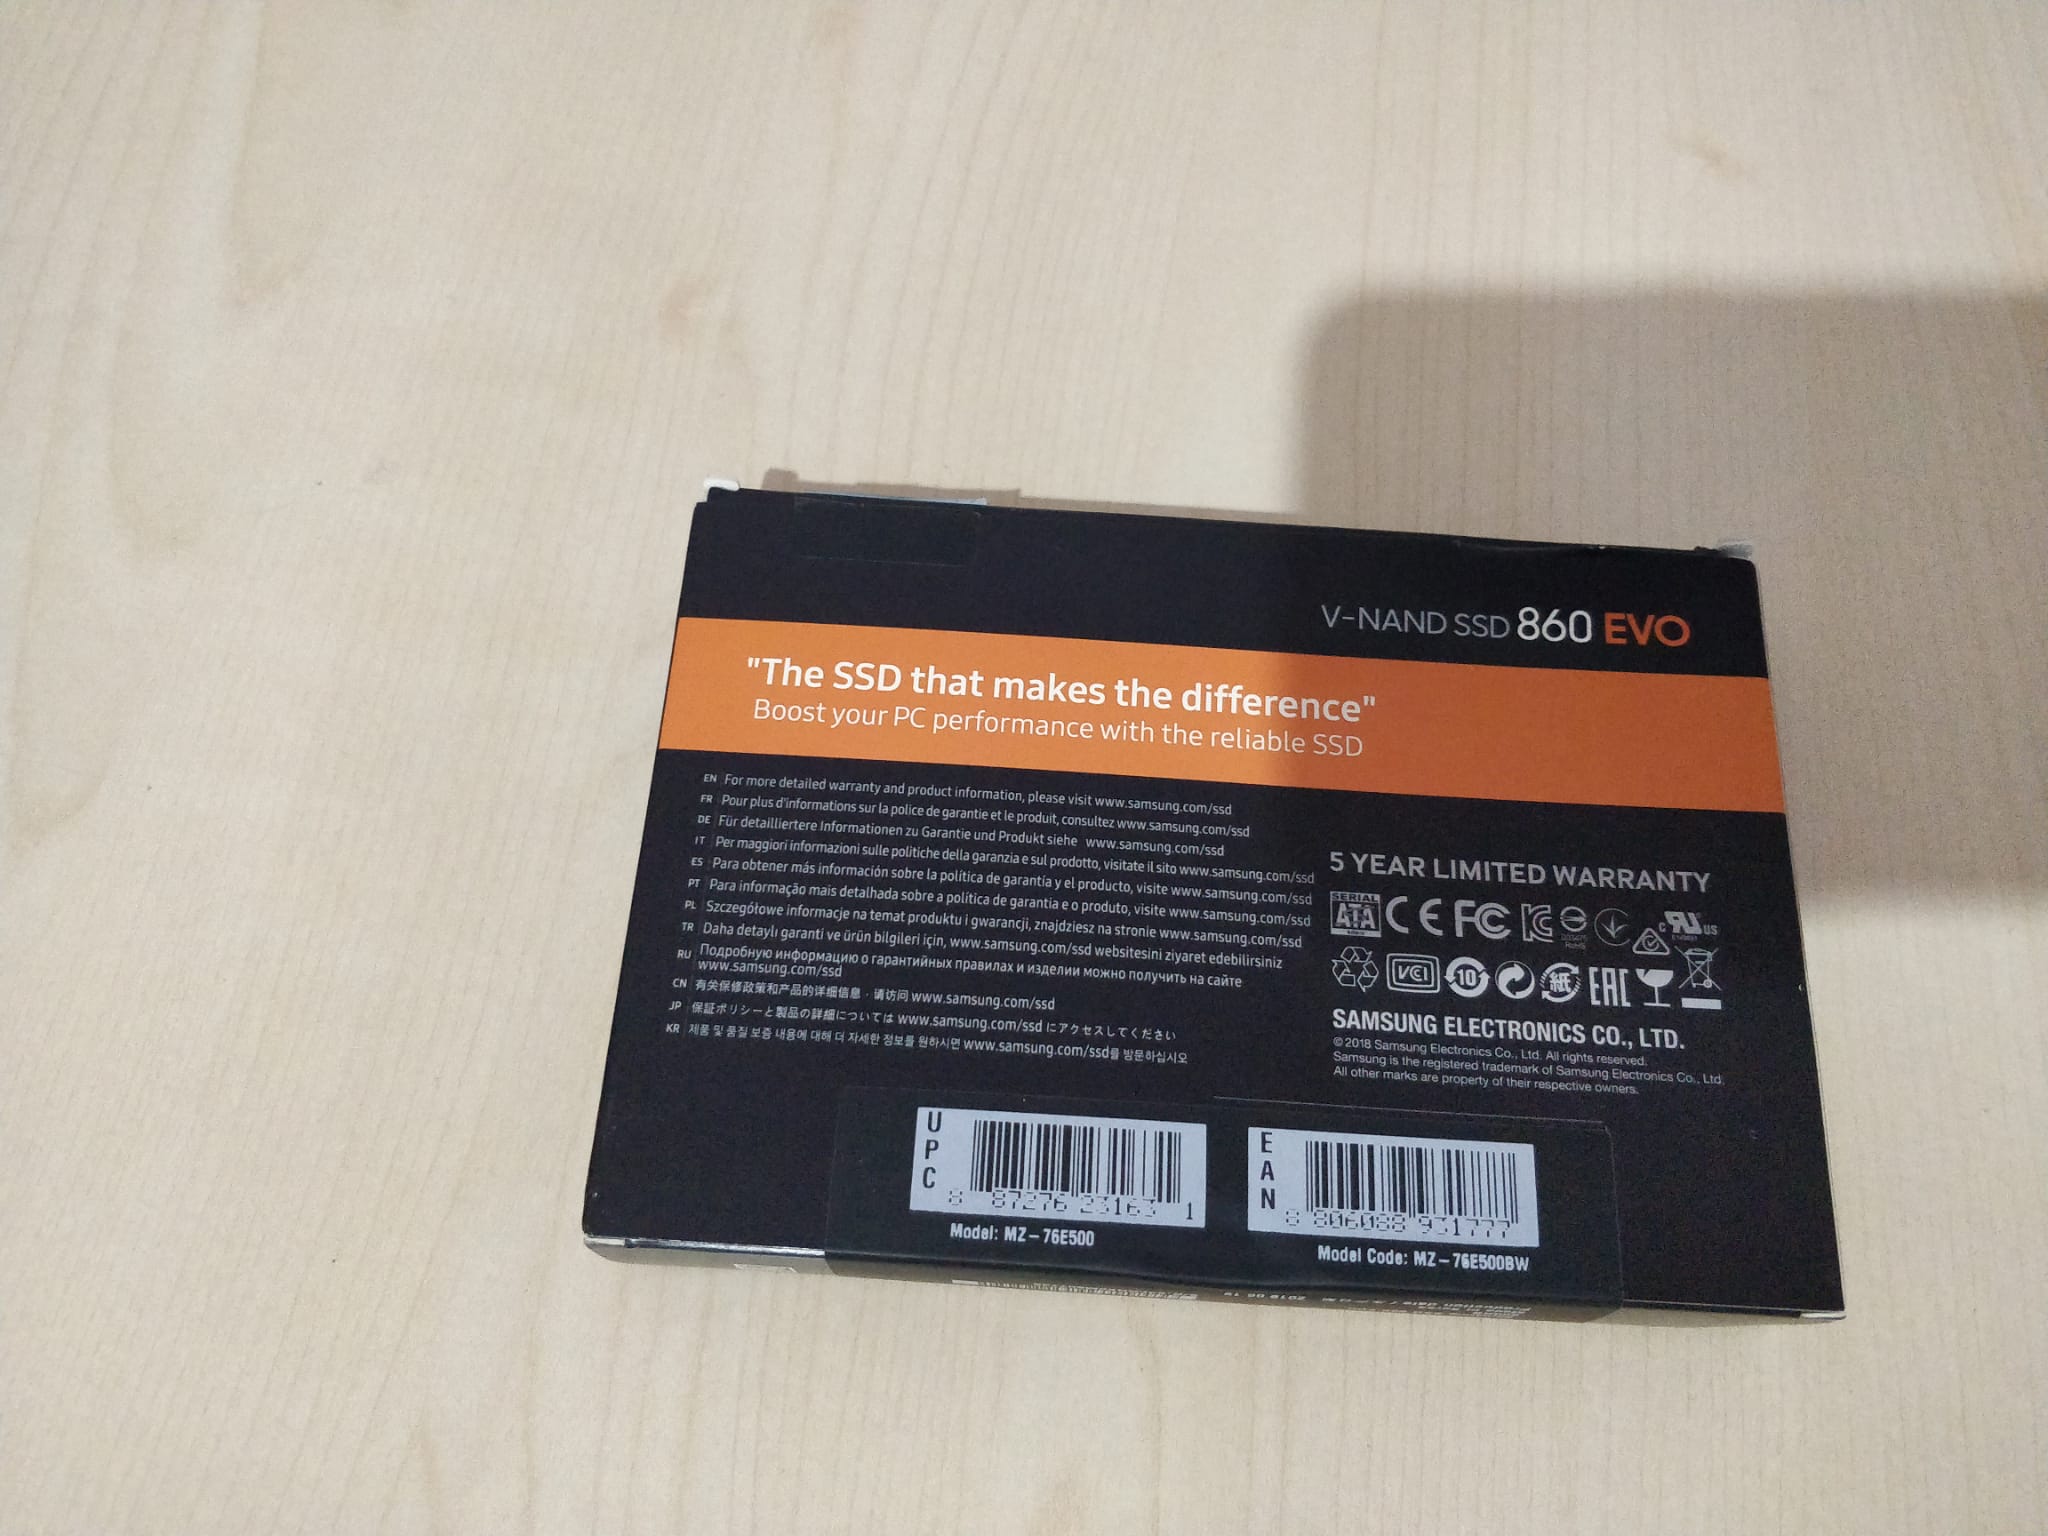 V-NAND SSD 860 EVO
"The SSD that makes the difference"
Boost your PC performance with the reliable SSD
EN For more detailed warranty and product information, please visit www.samsung.com/ssd
FR Pour plus d'informations sur la police de garantie et le produit, consultez www.samsung.com/ssd
DE Für detailliertere Informationen zu Garantie und Produkt siehe www.samsung.com/ssd
IT Per maggiori informazioni sulle politiche della garanzia e sul prodotto, visitate il sito www.samsung.com/ssd
ES Para obtener más información sobre la política de garantía y el producto, visite www.samsung.com/ssd
PT Para informação mais detalhada sobre a política de garantia e o produto, visite www.samsung.com/ssd
PL Szczegółowe informacje na temat produktu i gwarancji, znajdziesz na stronie www.samsung.com/ssd
TR Daha detaylı garanti ve ürün bilgileri için, www.samsung.com/ssd websitesini ziyaret edebilirsiniz
RU Подробную информацию о гарантийных правилах и изделии можно получить на сайте
www.samsung.com/ssd
CN 有关保修政策和产品的详细信息，请访问 www.samsung.com/ssd
JP 保証ポリシーと製品の詳細については www.samsung.com/ssd にアクセスしてください
KR 제품 및 품질 보증 내용에 대해 더 자세한 정보를 원하시면 www.samsung.com/ssd를 방문하십시오
5 YEAR LIMITED WARRANTY
SERIAL ATA CE FC RoHS c US
VCI 10 紙 EAC
SAMSUNG ELECTRONICS CO., LTD.
©2018 Samsung Electronics Co., Ltd. All rights reserved.
Samsung is the registered trademark of Samsung Electronics Co., Ltd.
All other marks are property of their respective owners.
UPC
8 87276 23163 1
Model: MZ-76E500
EAN
8 806088 931777
Model Code: MZ-76E500BW